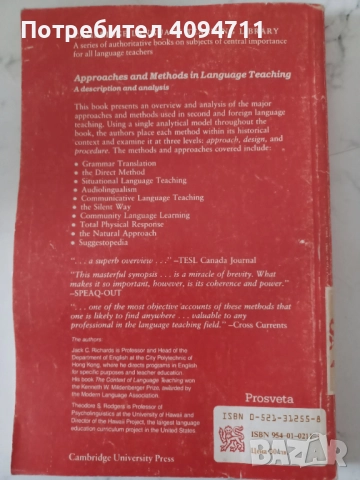 Потребител 4094711
LIBRARY
A series of authoritative books on subjects of central importance
for all language teachers
Approaches and Methods in Language Teaching
A description and analysis
This book presents an overview and analysis of the major
approaches and methods used in second and foreign language
teaching. Using a single analytical model throughout the
book, the authors place each method within its historical
context and examine it at three levels: approach, design, and
procedure. The methods and approaches covered include:
• Grammar Translation
• the Direct Method
• Situational Language Teaching
• Audiolingualism
• Communicative Language Teaching
• the Silent Way
• Community Language Learning
• Total Physical Response
• the Natural Approach
• Suggestopedia
“. . . a superb overview . . .” –TESL Canada Journal
“This masterful synopsis . . . is a miracle of brevity. What
makes it so important, however, is its coherence and power.”
–SPEAQ-OUT
“. . . one of the most objective accounts of these methods that
one is likely to find anywhere . . . valuable to any
professional in the language teaching field.” –Cross Currents
The authors:
Jack C. Richards is Professor and Head of the
Department of English at the City Polytechnic of
Hong Kong, where he directs programs in English
for specific purposes and teacher education.
His book The Context of Language Teaching won
the Kenneth W. Mildenberger Prize, awarded by the
Modern Language Association.
Theodore S. Rodgers is Professor of
Psycholinguistics at the University of Hawaii and
Director of the Hawaii Project, the largest language
education curriculum project in the United States.
Prosveta
ISBN 0-521-31255-8
ISBN 954-01-
Cambridge University Press
bazar